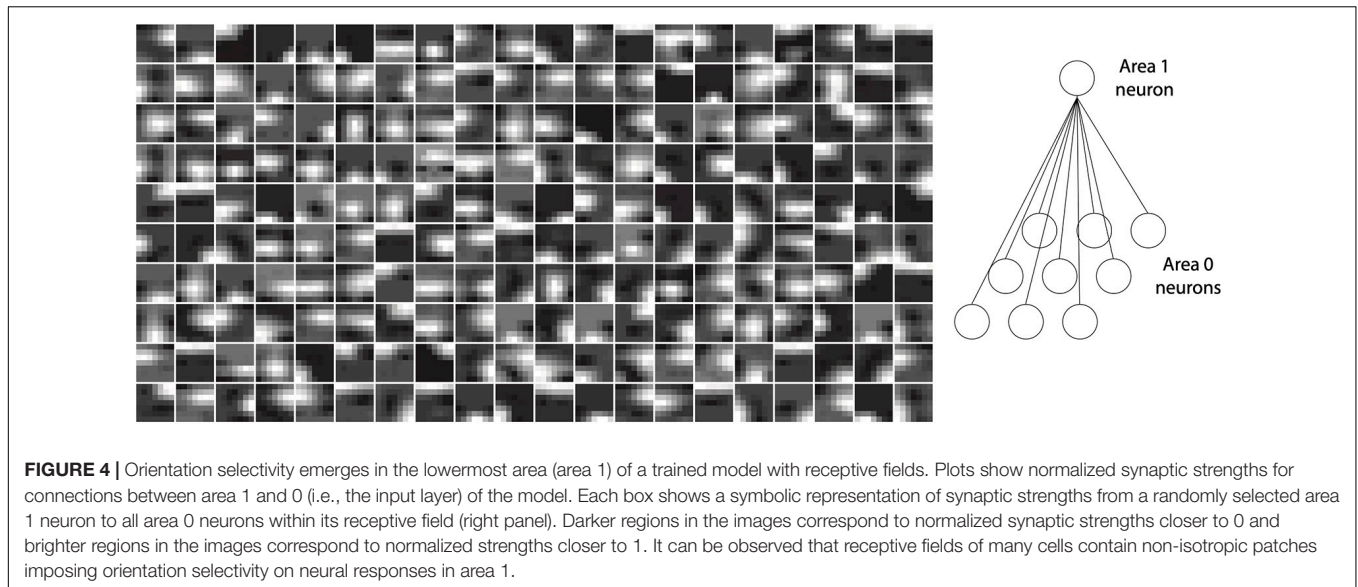 Area 1
neuron
Area 0
neurons
FIGURE 4 | Orientation selectivity emerges in the lowermost area (area 1) of a trained model with receptive fields. Plots show normalized synaptic strengths for
connections between area 1 and 0 (i.e., the input layer) of the model. Each box shows a symbolic representation of synaptic strengths from a randomly selected area
1 neuron to all area 0 neurons within its receptive field (right panel). Darker regions in the images correspond to normalized synaptic strengths closer to 0 and
brighter regions in the images correspond to normalized strengths closer to 1. It can be observed that receptive fields of many cells contain non-isotropic patches
imposing orientation selectivity on neural responses in area 1.